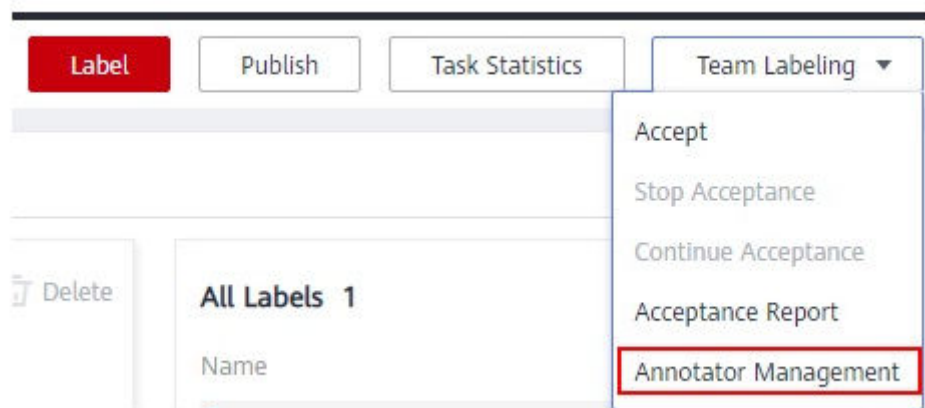 Label Publish Task Statistics Team Labeling
Accept
Stop Acceptance
Continue Acceptance
Delete
All Labels 1
Acceptance Report
Name
Annotator Management